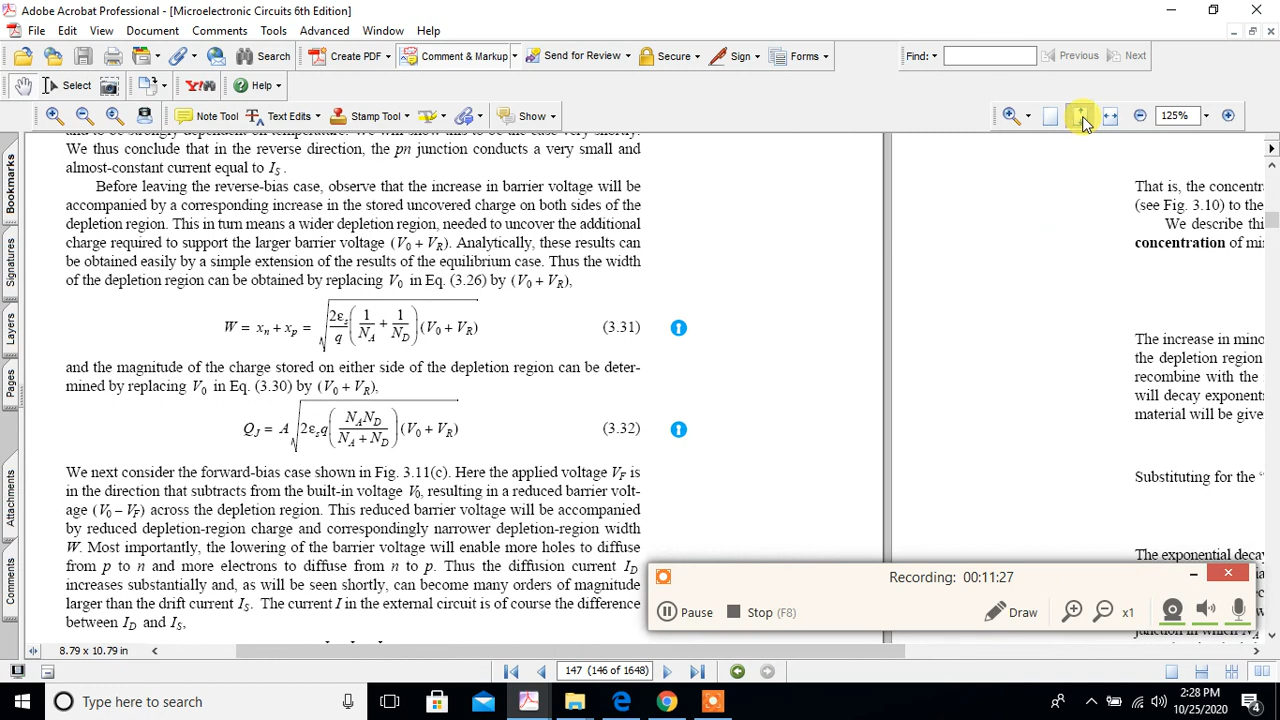 Adobe Acrobat Professional - [Microelectronic Circuits 6th Edition]
File Edit View Document Comments Tools Advanced Window Help
Search Create PDF Comment & Markup Send for Review Secure Sign Forms Find: Previous Next
Select Y! Help
Note Tool Text Edits Stamp Tool Show 125%
Bookmarks
Signatures
Layers
Pages
Attachments
Comments
We thus conclude that in the reverse direction, the pn junction conducts a very small and
almost-constant current equal to I_S .
Before leaving the reverse-bias case, observe that the increase in barrier voltage will be
accompanied by a corresponding increase in the stored uncovered charge on both sides of the
depletion region. This in turn means a wider depletion region, needed to uncover the additional
charge required to support the larger barrier voltage (V_0 + V_R). Analytically, these results can
be obtained easily by a simple extension of the results of the equilibrium case. Thus the width
of the depletion region can be obtained by replacing V_0 in Eq. (3.26) by (V_0 + V_R),
W = x_n + x_p = √(2ε_s/q (1/N_A + 1/N_D)(V_0 + V_R)) (3.31)
and the magnitude of the charge stored on either side of the depletion region can be deter-
mined by replacing V_0 in Eq. (3.30) by (V_0 + V_R),
Q_J = A √(2ε_s q (N_A N_D/(N_A + N_D))(V_0 + V_R)) (3.32)
We next consider the forward-bias case shown in Fig. 3.11(c). Here the applied voltage V_F is
in the direction that subtracts from the built-in voltage V_0, resulting in a reduced barrier volt-
age (V_0 – V_F) across the depletion region. This reduced barrier voltage will be accompanied
by reduced depletion-region charge and correspondingly narrower depletion-region width
W. Most importantly, the lowering of the barrier voltage will enable more holes to diffuse
from p to n and more electrons to diffuse from n to p. Thus the diffusion current I_D
increases substantially and, as will be seen shortly, can become many orders of magnitude
larger than the drift current I_S. The current I in the external circuit is of course the difference
between I_D and I_S,
That is, the concentr
(see Fig. 3.10) to the
We describe thi
concentration of mi
The increase in mino
the depletion region
recombine with the
will decay exponent
material will be give
Substituting for the "
The exponential deca
Recording: 00:11:27
Pause Stop (F8) Draw x1
8.79 x 10.79 in
147 (146 of 1648)
Type here to search
2:28 PM
10/25/2020
4